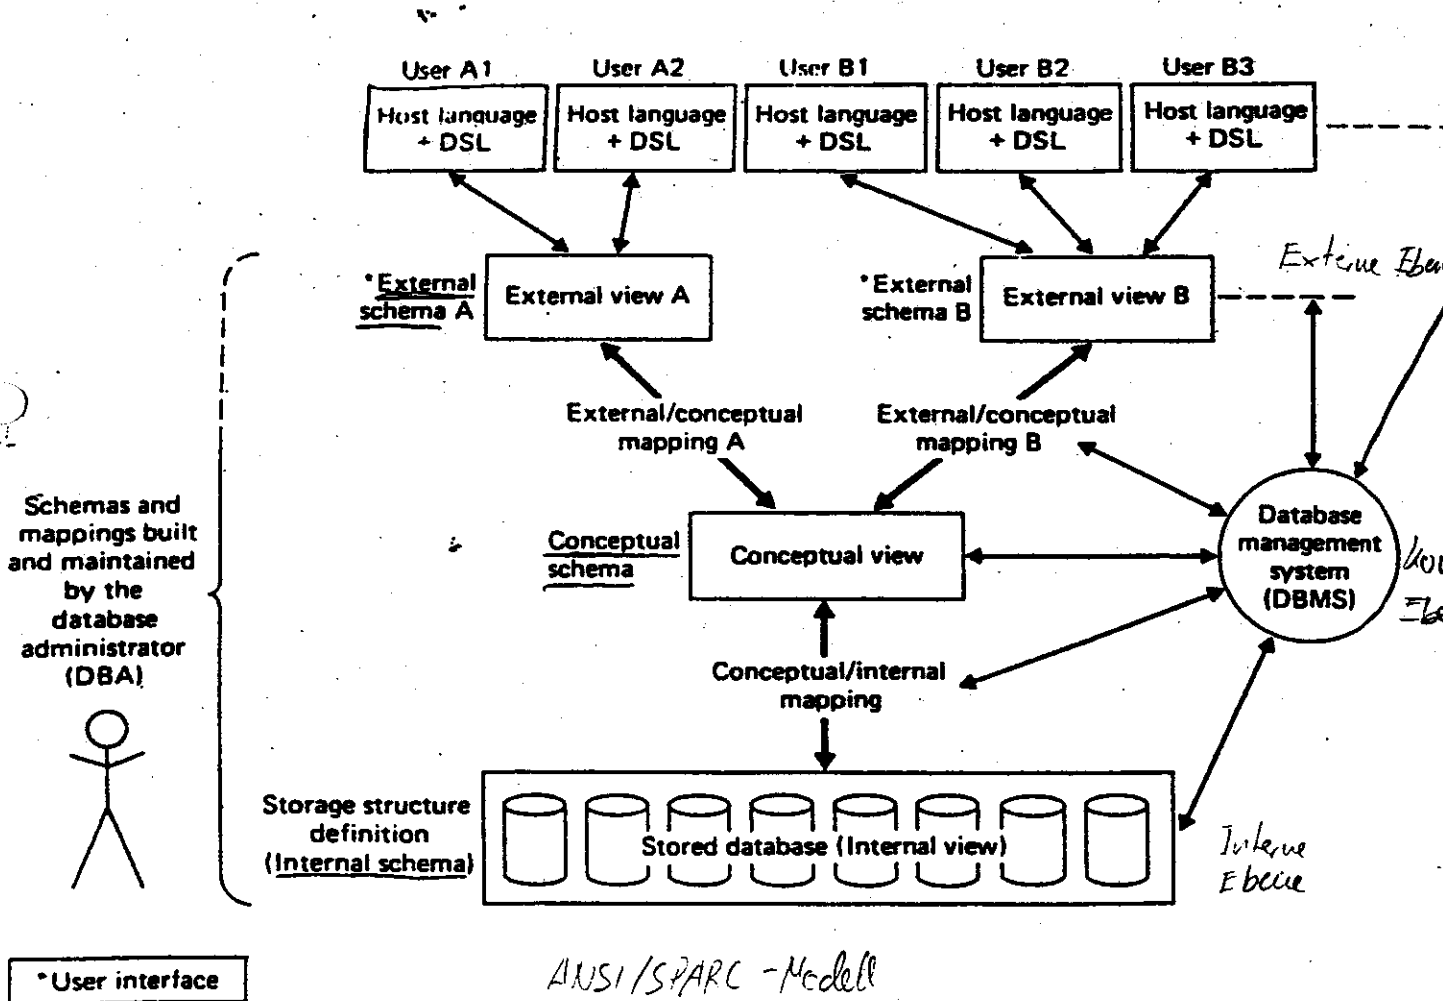 User A1
User A2
User B1
User B2
User B3
Host language
+ DSL
Host language
+ DSL
Host language
+ DSL
Host language
+ DSL
Host language
+ DSL
*External
schema A
External view A
*External
schema B
External view B
Externe Eben
External/conceptual
mapping A
External/conceptual
mapping B
Schemas and
mappings built
and maintained
by the
database
administrator
(DBA)
Conceptual
schema
Conceptual view
Database
management
system
(DBMS)
Conceptual/internal
mapping
Storage structure
definition
(Internal schema)
Stored database (Internal view)
Interne
Ebene
*User interface
ANSI/SPARC - Modell